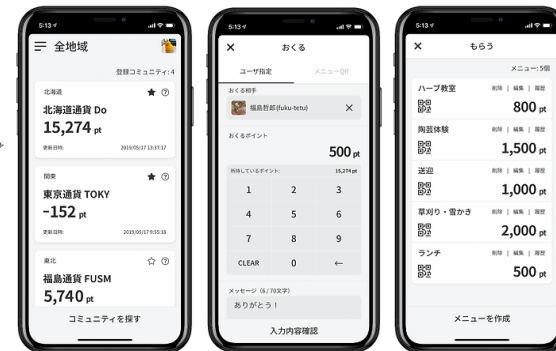 5:13
全地域
登録コミュニティ: 4
北海道
北海道通貨 Do
15,274 pt
更新日時: 2019/05/17 13:37:17
関東
東京通貨 TOKY
-152 pt
更新日時: 2019/05/17 9:55:16
東北
福島通貨 FUSM
5,740 pt
コミュニティを探す
5:13
おくる
ユーザ指定 メニューQR
おくる相手
福島哲郎(fuku-tetu)
おくるポイント
500 pt
所持しているポイント: 15,274 pt
1 2 3
4 5 6
7 8 9
CLEAR 0 ←
メッセージ (6 / 70文字)
ありがとう！
入力内容確認
5:13
もらう
メニュー: 5個
ハーブ教室 削除 | 編集 | 履歴
800 pt
陶芸体験 削除 | 編集 | 履歴
1,500 pt
送迎 削除 | 編集 | 履歴
1,000 pt
草刈り・雪かき 削除 | 編集 | 履歴
2,000 pt
ランチ 削除 | 編集 | 履歴
500 pt
メニューを作成